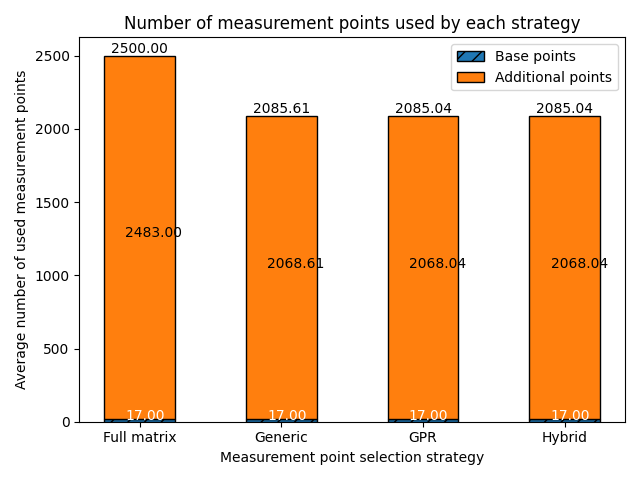 Number of measurement points used by each strategy
Average number of used measurement points
2500
2000
1500
1000
500
0
Base points
Additional points
2500.00
2085.61
2085.04
2085.04
2483.00
2068.61
2068.04
2068.04
17.00
17.00
17.00
17.00
Full matrix
Generic
GPR
Hybrid
Measurement point selection strategy